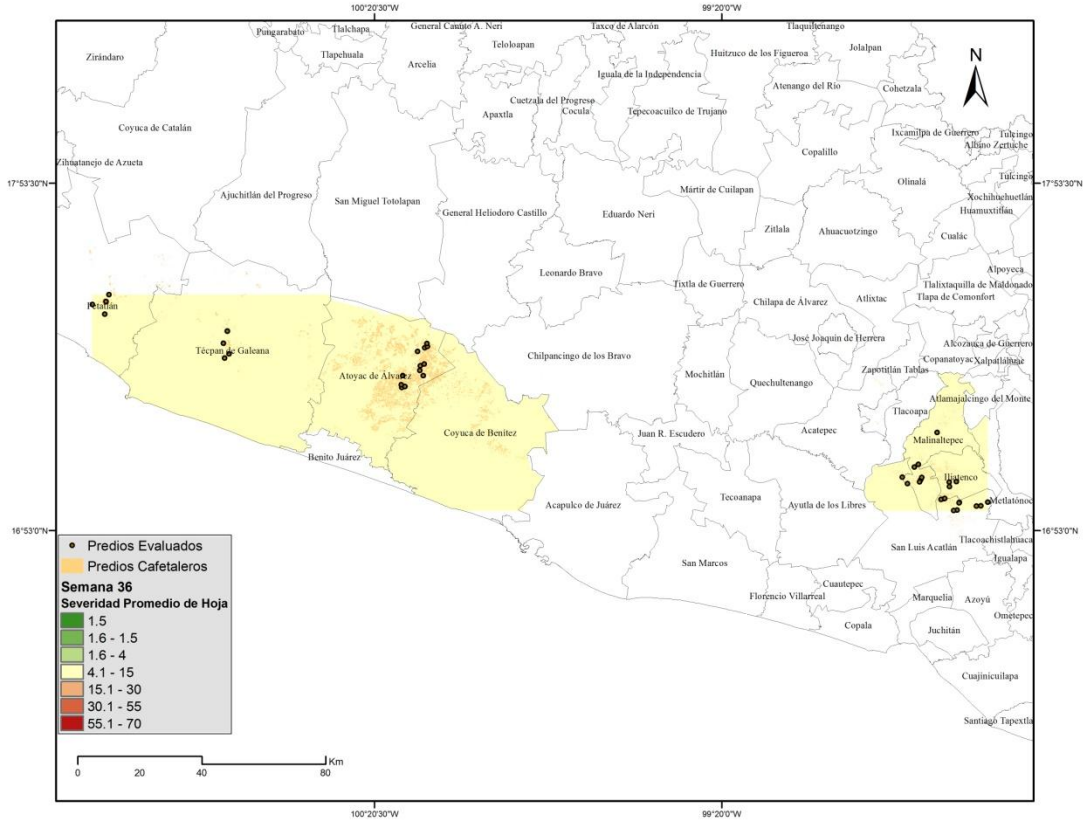 100°20'30"W
99°20'0"W
Pungarabato
Tlalchapa
Tlapehuala
Zirándaro
Arcelia
Teloloapan
Taxco de Alarcón
Tlaquiltenango
Huitzuco de los Figueroa
Jolalpan
Iguala de la Independencia
Atenango del Río
Cohetzala
N
Coyuca de Catalán
Apaxtla
Cuetzala del Progreso
Cocula
Tepecoacuilco de Trujano
Ixcamilpa de Guerrero
Tulcingo
Albino Zertuche
Copalillo
Zihuatanejo de Azueta
17°53'30"N
17°53'30"N
Ajuchitlán del Progreso
San Miguel Totolapan
General Heliodoro Castillo
Eduardo Neri
Mártir de Cuilapan
Olinalá
Tulcingo
Xochihuehuetlán
Huamuxtitlán
Zitlala
Ahuacuotzingo
Cualác
Leonardo Bravo
Tixtla de Guerrero
Chilapa de Álvarez
Atlixtac
Alpoyeca
Tlalixtaquilla de Maldonado
Tlapa de Comonfort
Petatlán
Técpan de Galeana
Atoyac de Álvarez
Chilpancingo de los Bravo
Mochitlán
José Joaquín de Herrera
Quechultenango
Zapotitlán Tablas
Alcozauca de Guerrero
Copanatoyac
Xalpatláhuac
Atlamajalcingo del Monte
Tlacoapa
Coyuca de Benítez
Benito Juárez
Juan R. Escudero
Acatepec
Malinaltepec
Iliatenco
Metlatónoc
Acapulco de Juárez
Tecoanapa
Ayutla de los Libres
16°53'0"N
16°53'0"N
San Luis Acatlán
Tlacoachistlahuaca
Igualapa
San Marcos
Florencio Villarreal
Cuautepec
Copala
Marquelia
Azoyú
Ometepec
Juchitán
Cuajinicuilapa
Santiago Tapextla
Predios Evaluados
Predios Cafetaleros
Semana 36
Severidad Promedio de Hoja
1.5
1.6 - 1.5
1.6 - 4
4.1 - 15
15.1 - 30
30.1 - 55
55.1 - 70
Km
0 20 40 80
100°20'30"W
99°20'0"W